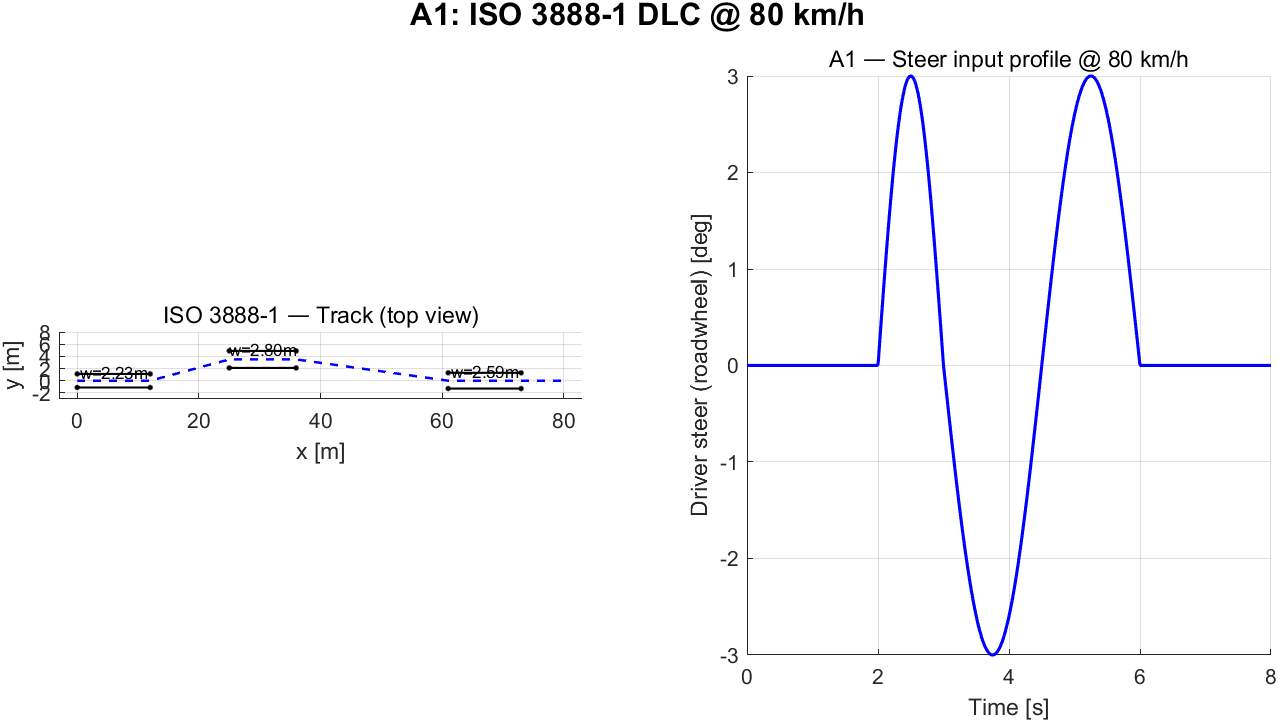 A1: ISO 3888-1 DLC @ 80 km/h
ISO 3888-1 — Track (top view)
y [m]
8
6
4
2
0
-2
w=2.23m
w=2.80m
w=2.59m
0
20
40
60
80
x [m]
A1 — Steer input profile @ 80 km/h
Driver steer (roadwheel) [deg]
3
2
1
0
-1
-2
-3
0
2
4
6
8
Time [s]